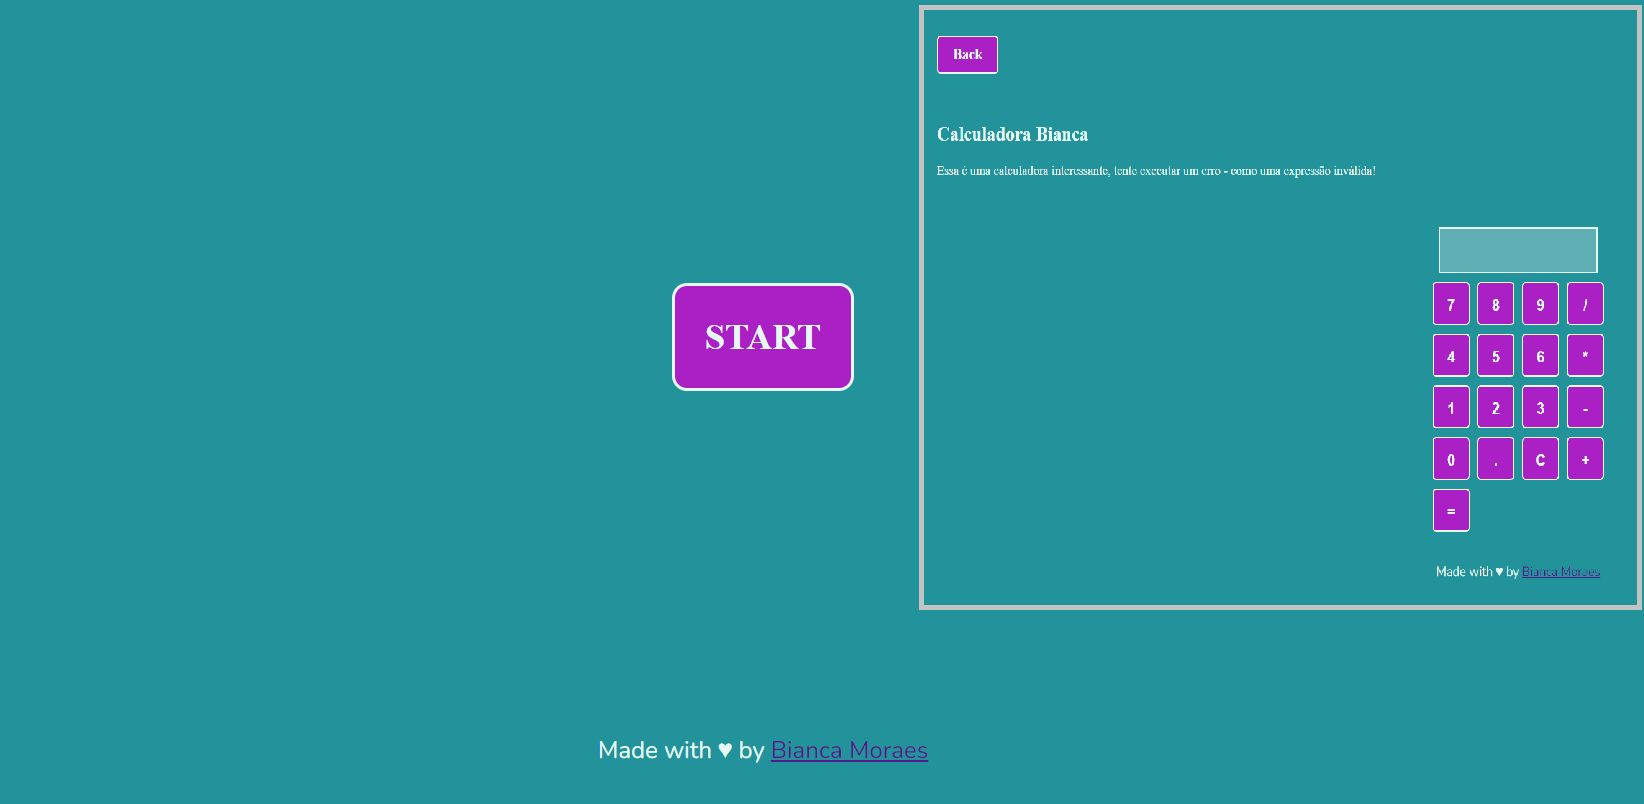 START
Made with ♥ by Bianca Moraes
Back
Calculadora Bianca
Essa é uma calculadora interessante, tente executar um erro - como uma expressão inválida!
7 8 9 /
4 5 6 *
1 2 3 -
0 . C +
=
Made with ♥ by Bianca Moraes